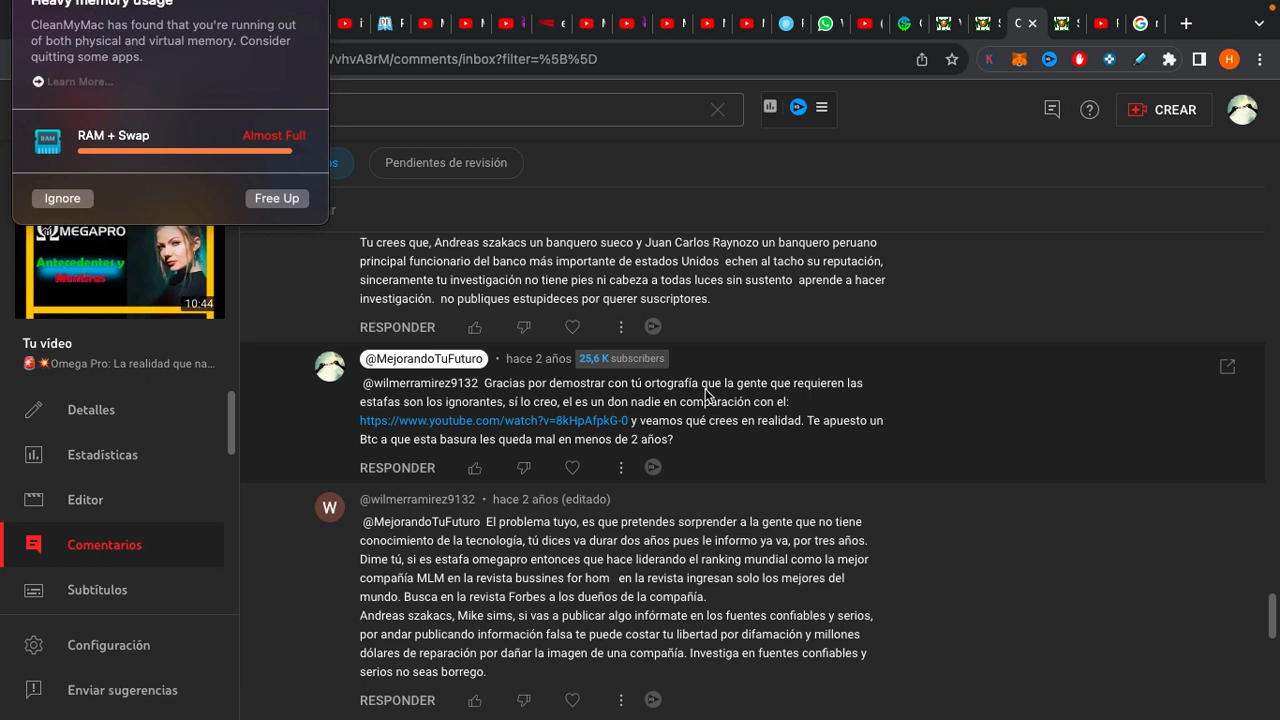 Heavy memory usage
CleanMyMac has found that you're running out
of both physical and virtual memory. Consider
quitting some apps.
Learn More...
RAM
RAM + Swap
Almost Full
Ignore
Free Up
WvhvA8rM/comments/inbox?filter=%5B%5D
H
CREAR
os
Pendientes de revisión
ar
MEGAPRO
Antecedentes y
Mentiras
10:44
Tu vídeo
Omega Pro: La realidad que na...
Detalles
Estadísticas
Editor
Comentarios
Subtítulos
Configuración
Enviar sugerencias
Tu crees que, Andreas szakacs un banquero sueco y Juan Carlos Raynozo un banquero peruano
principal funcionario del banco más importante de estados Unidos echen al tacho su reputación,
sinceramente tu investigación no tiene pies ni cabeza a todas luces sin sustento aprende a hacer
investigación. no publiques estupideces por querer suscriptores.
RESPONDER
@MejorandoTuFuturo • hace 2 años 25,6 K subscribers
@wilmerramirez9132 Gracias por demostrar con tú ortografía que la gente que requieren las
estafas son los ignorantes, sí lo creo, el es un don nadie en comparación con el:
https://www.youtube.com/watch?v=8kHpAfpkG-0 y veamos qué crees en realidad. Te apuesto un
Btc a que esta basura les queda mal en menos de 2 años?
RESPONDER
W
@wilmerramirez9132 • hace 2 años (editado)
@MejorandoTuFuturo El problema tuyo, es que pretendes sorprender a la gente que no tiene
conocimiento de la tecnología, tú dices va durar dos años pues le informo ya va, por tres años.
Dime tú, si es estafa omegapro entonces que hace liderando el ranking mundial como la mejor
compañía MLM en la revista bussines for hom en la revista ingresan solo los mejores del
mundo. Busca en la revista Forbes a los dueños de la compañía.
Andreas szakacs, Mike sims, si vas a publicar algo infórmate en los fuentes confiables y serios,
por andar publicando información falsa te puede costar tu libertad por difamación y millones
dólares de reparación por dañar la imagen de una compañía. Investiga en fuentes confiables y
serios no seas borrego.
RESPONDER